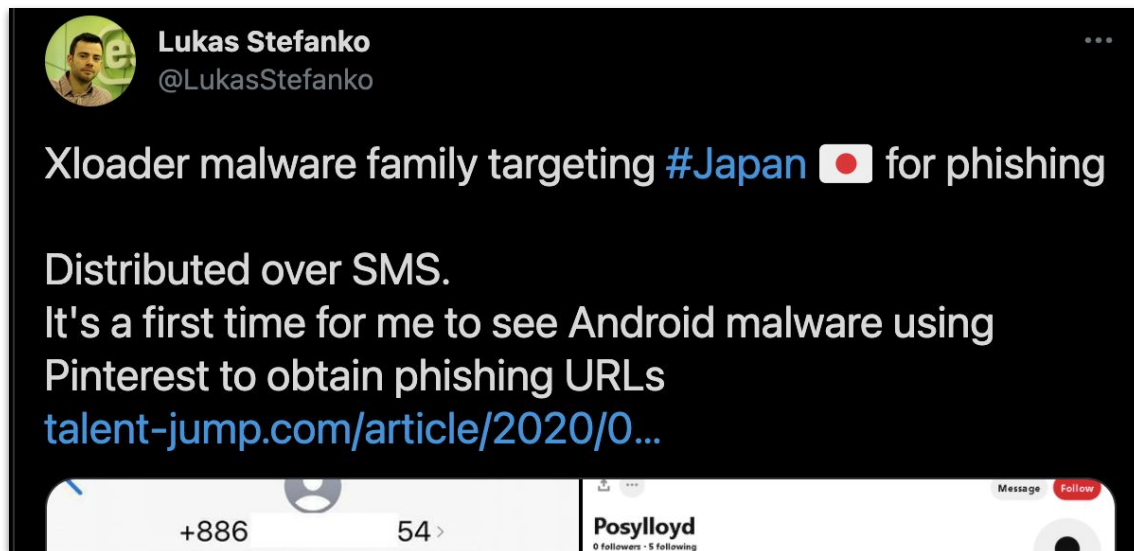 Lukas Stefanko
@LukasStefanko
Xloader malware family targeting #Japan 🇯🇵 for phishing
Distributed over SMS.
It's a first time for me to see Android malware using
Pinterest to obtain phishing URLs
talent-jump.com/article/2020/0...
+886 54
Message Follow
Posylloyd
0 followers · 5 following